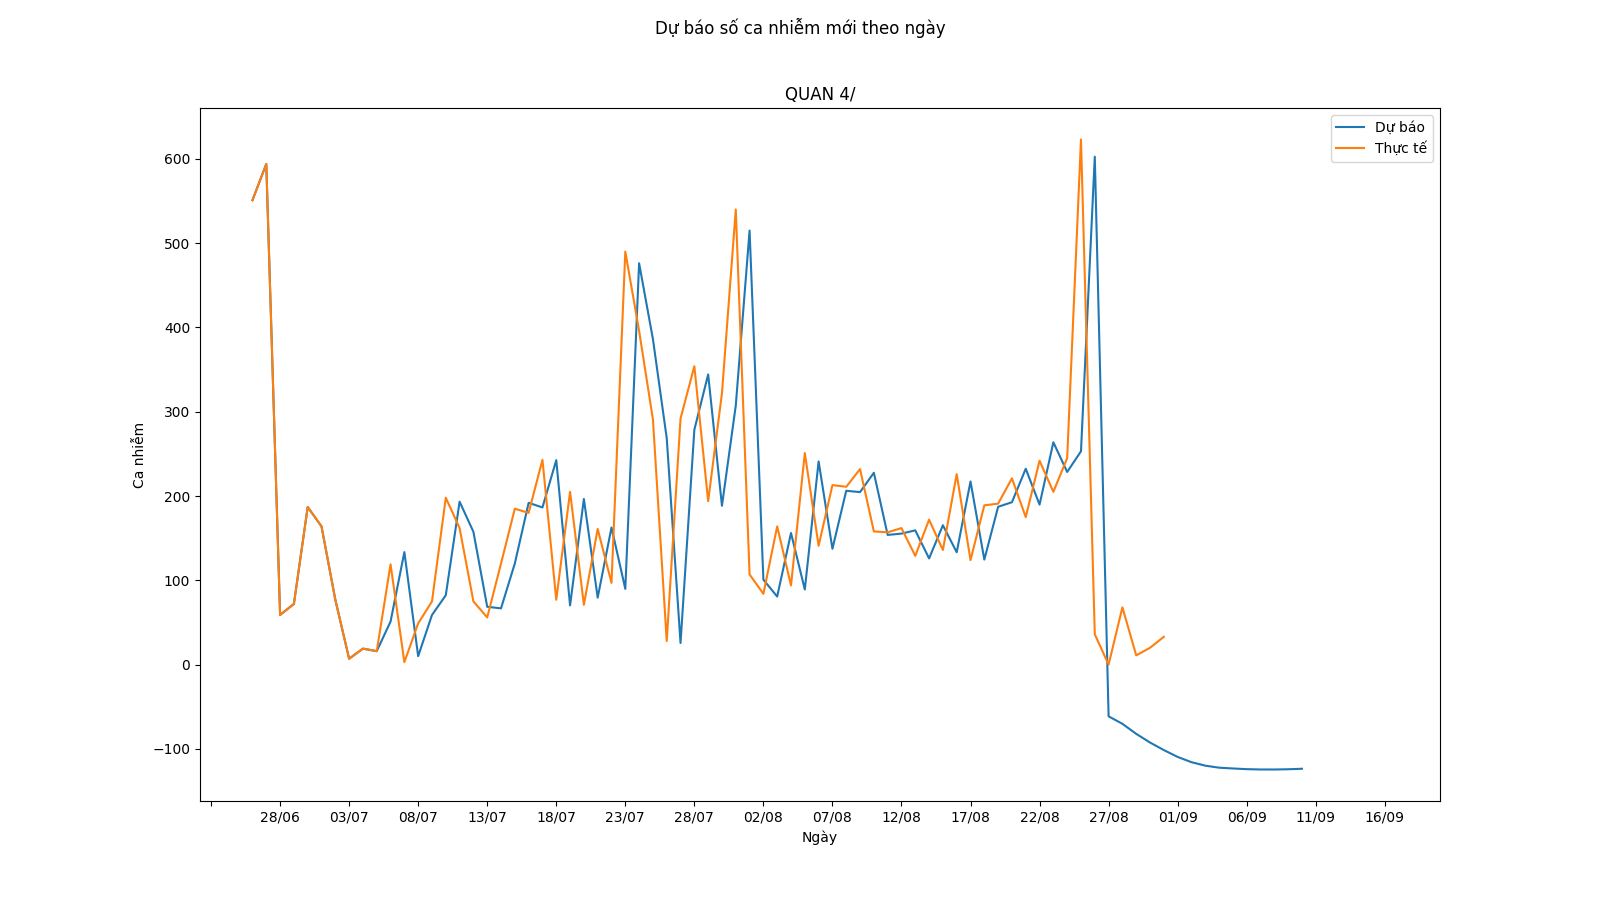 Dự báo số ca nhiễm mới theo ngày
QUAN 4/
Dự báo
Thực tế
600
500
400
300
200
100
0
−100
Ca nhiễm
28/06 03/07 08/07 13/07 18/07 23/07 28/07 02/08 07/08 12/08 17/08 22/08 27/08 01/09 06/09 11/09 16/09
Ngày